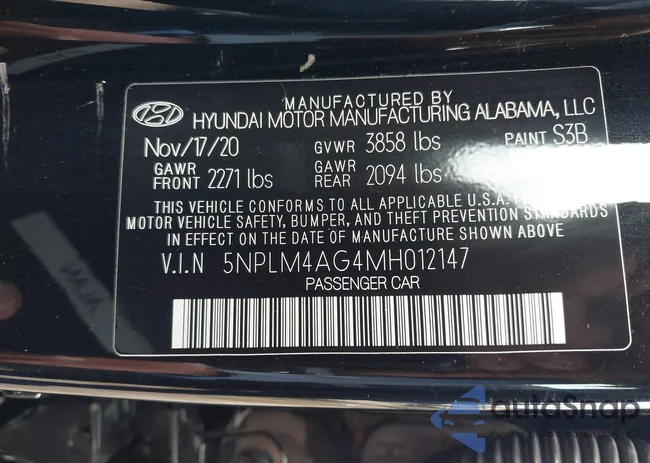 MANUFACTURED BY
HYUNDAI MOTOR MANUFACTURING ALABAMA, LLC
Nov/17/20 GVWR 3858 lbs PAINT S3B
GAWR FRONT 2271 lbs GAWR REAR 2094 lbs
THIS VEHICLE CONFORMS TO ALL APPLICABLE U.S.A. FEDERAL
MOTOR VEHICLE SAFETY, BUMPER, AND THEFT PREVENTION STANDARDS
IN EFFECT ON THE DATE OF MANUFACTURE SHOWN ABOVE
V.I.N 5NPLM4AG4MH012147
PASSENGER CAR
autoSnap